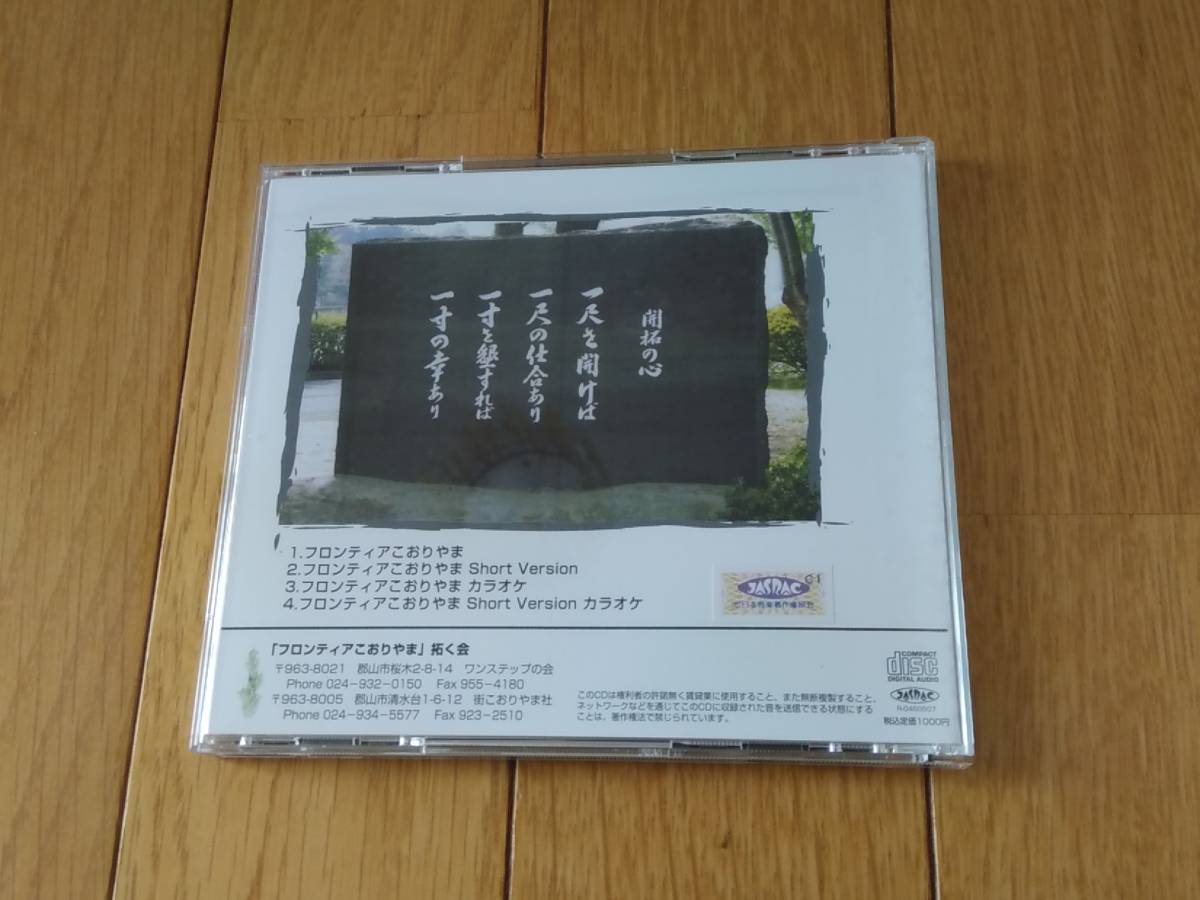 開拓の心
一尺を開けば
一尺の仕合あり
一寸を墾すれば
一寸の幸あり
1.フロンティアこおりやま
2.フロンティアこおりやま Short Version
3.フロンティアこおりやま カラオケ
4.フロンティアこおりやま Short Version カラオケ
JASRAC
「フロンティアこおりやま」拓く会
〒963-8021 郡山市桜木2-8-14 ワンステップの会
Phone 024-932-0150 Fax 955-4180
〒963-8005 郡山市清水台1-6-12 街こおりやま社
Phone 024-934-5577 Fax 923-2510
このCDは権利者の許諾無く賃貸業に使用すること、また無断複製すること、
ネットワークなどを通じてこのCDに収録された音を送信できる状態にする
ことは、著作権法で禁じられています。
COMPACT
disc
DIGITAL AUDIO
JASRAC
税込定価1000円